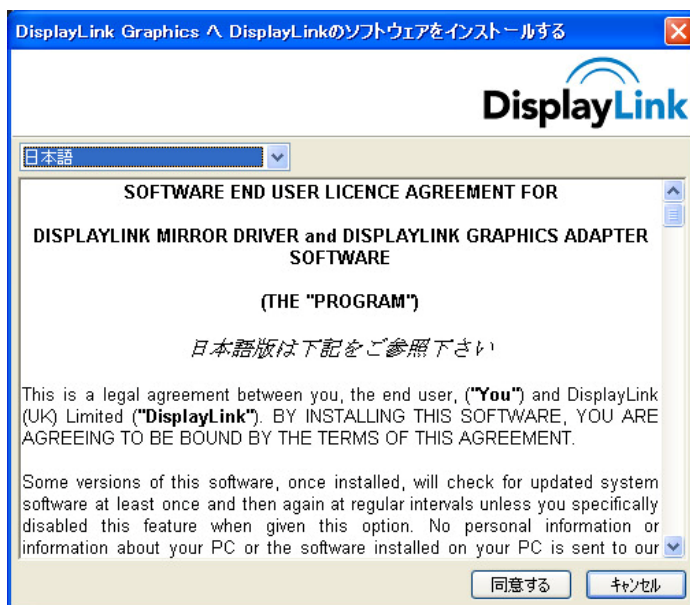 DisplayLink Graphics へ DisplayLinkのソフトウェアをインストールする
DisplayLink
日本語
SOFTWARE END USER LICENCE AGREEMENT FOR
DISPLAYLINK MIRROR DRIVER and DISPLAYLINK GRAPHICS ADAPTER
SOFTWARE
(THE "PROGRAM")
日本語版は下記をご参照下さい
This is a legal agreement between you, the end user, ("You") and DisplayLink
(UK) Limited ("DisplayLink"). BY INSTALLING THIS SOFTWARE, YOU ARE
AGREEING TO BE BOUND BY THE TERMS OF THIS AGREEMENT.
Some versions of this software, once installed, will check for updated system
software at least once and then again at regular intervals unless you specifically
disabled this feature when given this option. No personal information or
information about your PC or the software installed on your PC is sent to our
同意する
キャンセル